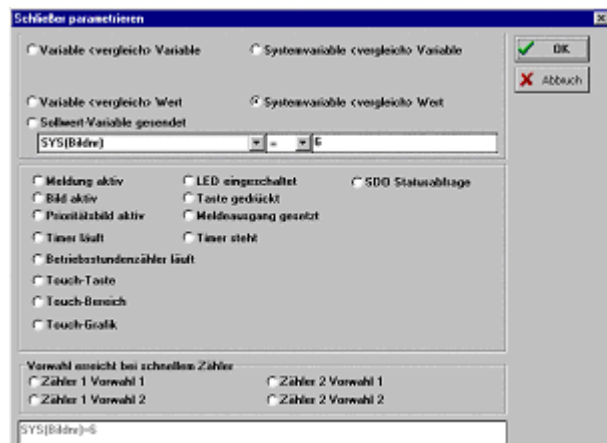 Schließer parametrieren
Variable <vergleich> Variable
Systemvariable <vergleich> Variable
OK
Abbruch
Variable <vergleich> Wert
Systemvariable <vergleich> Wert
Sollwert-Variable gesendet
SYS(Bildnr) = 6
Meldung aktiv
LED eingeschaltet
SDO Statusabfrage
Bild aktiv
Taste gedrückt
Prioritätsbild aktiv
Meldeausgang gesetzt
Timer läuft
Timer steht
Betriebsstundenzähler läuft
Touch-Taste
Touch-Bereich
Touch-Grafik
Vorwahl erreicht bei schnellem Zähler
Zähler 1 Vorwahl 1
Zähler 2 Vorwahl 1
Zähler 1 Vorwahl 2
Zähler 2 Vorwahl 2
SYS(Bildnr)=6